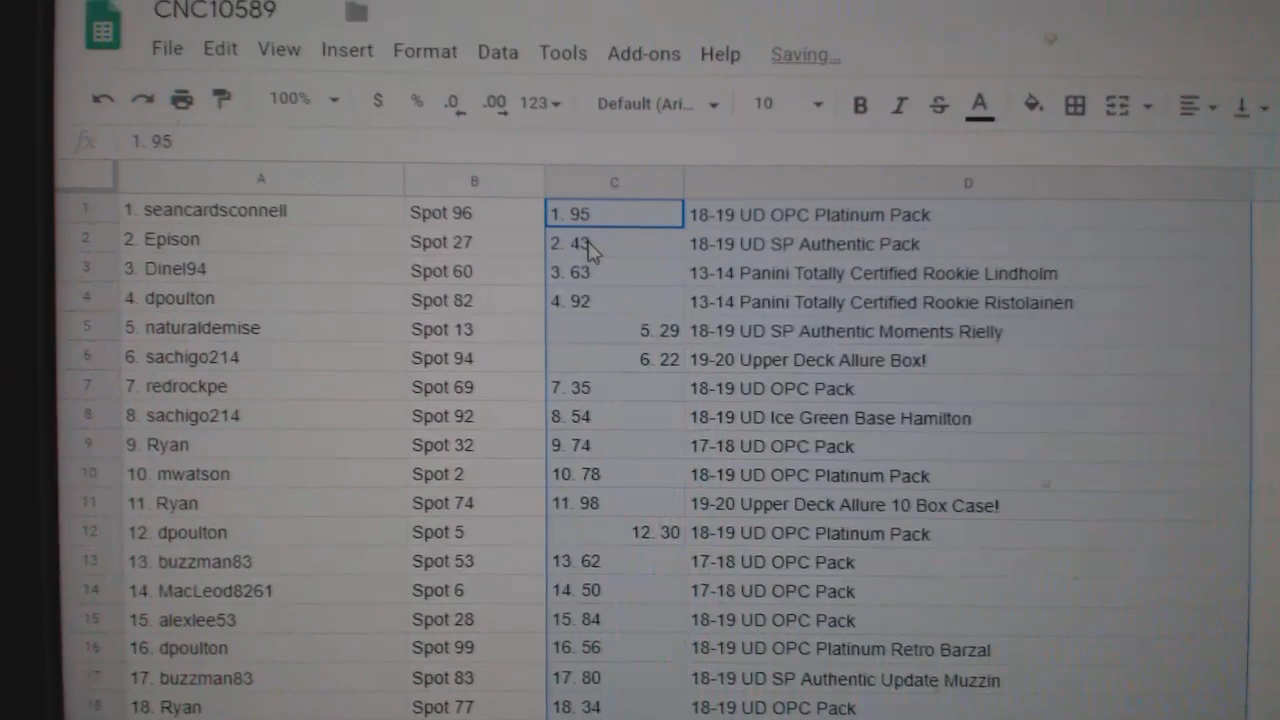 CNC10589
File Edit View Insert Format Data Tools Add-ons Help Saving...
100% $ % .0 .00 123 Default (Ari... 10 B I S A
fx 1. 95
A B C D
1 1. seancardsconnell Spot 96 1. 95 18-19 UD OPC Platinum Pack
2 2. Epison Spot 27 2. 43 18-19 UD SP Authentic Pack
3 3. Dinel94 Spot 60 3. 63 13-14 Panini Totally Certified Rookie Lindholm
4 4. dpoulton Spot 82 4. 92 13-14 Panini Totally Certified Rookie Ristolainen
5 5. naturaldemise Spot 13 5. 29 18-19 UD SP Authentic Moments Rielly
6 6. sachigo214 Spot 94 6. 22 19-20 Upper Deck Allure Box!
7 7. redrockpe Spot 69 7. 35 18-19 UD OPC Pack
8 8. sachigo214 Spot 92 8. 54 18-19 UD Ice Green Base Hamilton
9 9. Ryan Spot 32 9. 74 17-18 UD OPC Pack
10 10. mwatson Spot 2 10. 78 18-19 UD OPC Platinum Pack
11 11. Ryan Spot 74 11. 98 19-20 Upper Deck Allure 10 Box Case!
12 12. dpoulton Spot 5 12. 30 18-19 UD OPC Platinum Pack
13 13. buzzman83 Spot 53 13. 62 17-18 UD OPC Pack
14 14. MacLeod8261 Spot 6 14. 50 17-18 UD OPC Pack
15 15. alexlee53 Spot 28 15. 84 18-19 UD OPC Pack
16 16. dpoulton Spot 99 16. 56 18-19 UD OPC Platinum Retro Barzal
17 17. buzzman83 Spot 83 17. 80 18-19 UD SP Authentic Update Muzzin
18 18. Ryan Spot 77 18. 34 18-19 UD OPC Pack